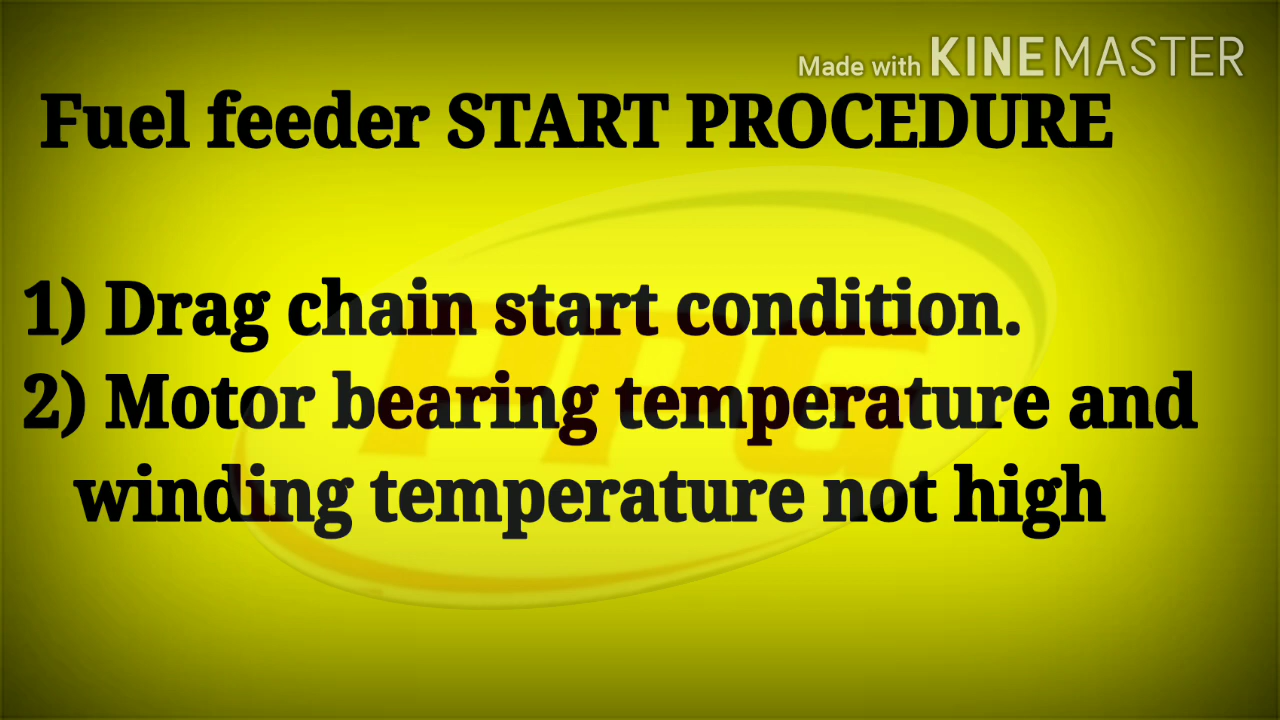 Made with KINEMASTER
Fuel feeder START PROCEDURE
1) Drag chain start condition.
2) Motor bearing temperature and
winding temperature not high
PPG